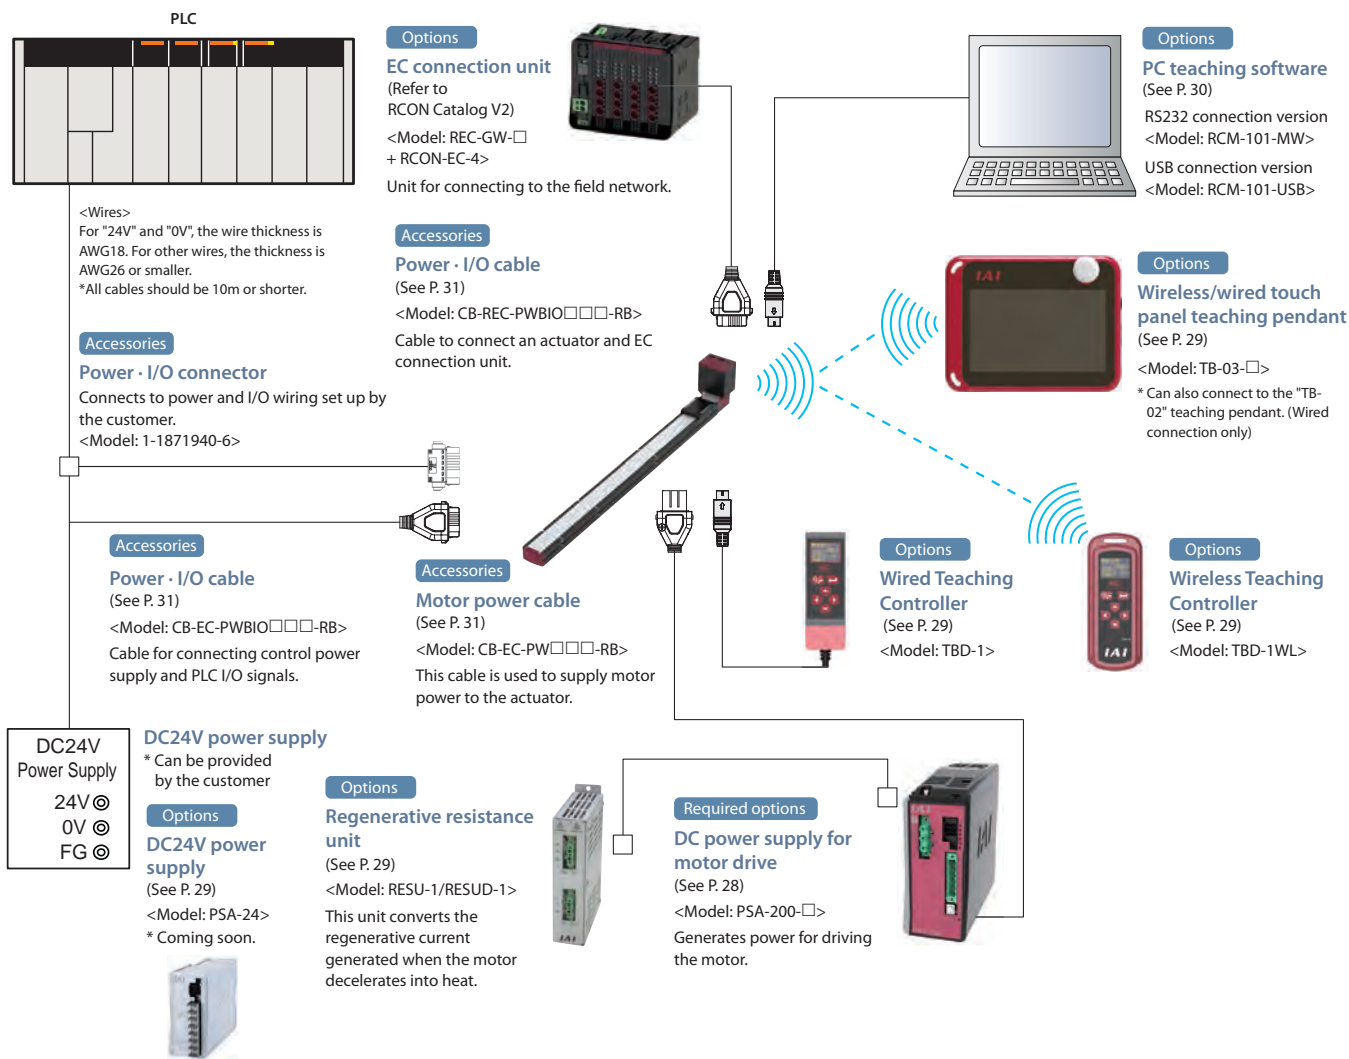 PLC
Options
EC connection unit
(Refer to
RCON Catalog V2)
<Model: REC-GW-□
+ RCON-EC-4>
Unit for connecting to the field network.
Options
PC teaching software
(See P. 30)
RS232 connection version
<Model: RCM-101-MW>
USB connection version
<Model: RCM-101-USB>
<Wires>
For "24V" and "0V", the wire thickness is
AWG18. For other wires, the thickness is
AWG26 or smaller.
*All cables should be 10m or shorter.
Accessories
Power · I/O cable
(See P. 31)
<Model: CB-REC-PWBIO□□□-RB>
Cable to connect an actuator and EC
connection unit.
IAI
Options
Wireless/wired touch
panel teaching pendant
(See P. 29)
<Model: TB-03-□>
* Can also connect to the "TB-
02" teaching pendant. (Wired
connection only)
Accessories
Power · I/O connector
Connects to power and I/O wiring set up by
the customer.
<Model: 1-1871940-6>
Accessories
Power · I/O cable
(See P. 31)
<Model: CB-EC-PWBIO□□□-RB>
Cable for connecting control power
supply and PLC I/O signals.
Accessories
Motor power cable
(See P. 31)
<Model: CB-EC-PW□□□-RB>
This cable is used to supply motor
power to the actuator.
Options
Wired Teaching
Controller
(See P. 29)
<Model: TBD-1>
IAI
Options
Wireless Teaching
Controller
(See P. 29)
<Model: TBD-1WL>
DC24V
Power Supply
24V
0V
FG
DC24V power supply
* Can be provided
by the customer
Options
DC24V power
supply
(See P. 29)
<Model: PSA-24>
* Coming soon.
Options
Regenerative resistance
unit
(See P. 29)
<Model: RESU-1/RESUD-1>
This unit converts the
regenerative current
generated when the motor
decelerates into heat.
IAI
Required options
DC power supply for
motor drive
(See P. 28)
<Model: PSA-200-□>
Generates power for driving
the motor.
IAI
IAI